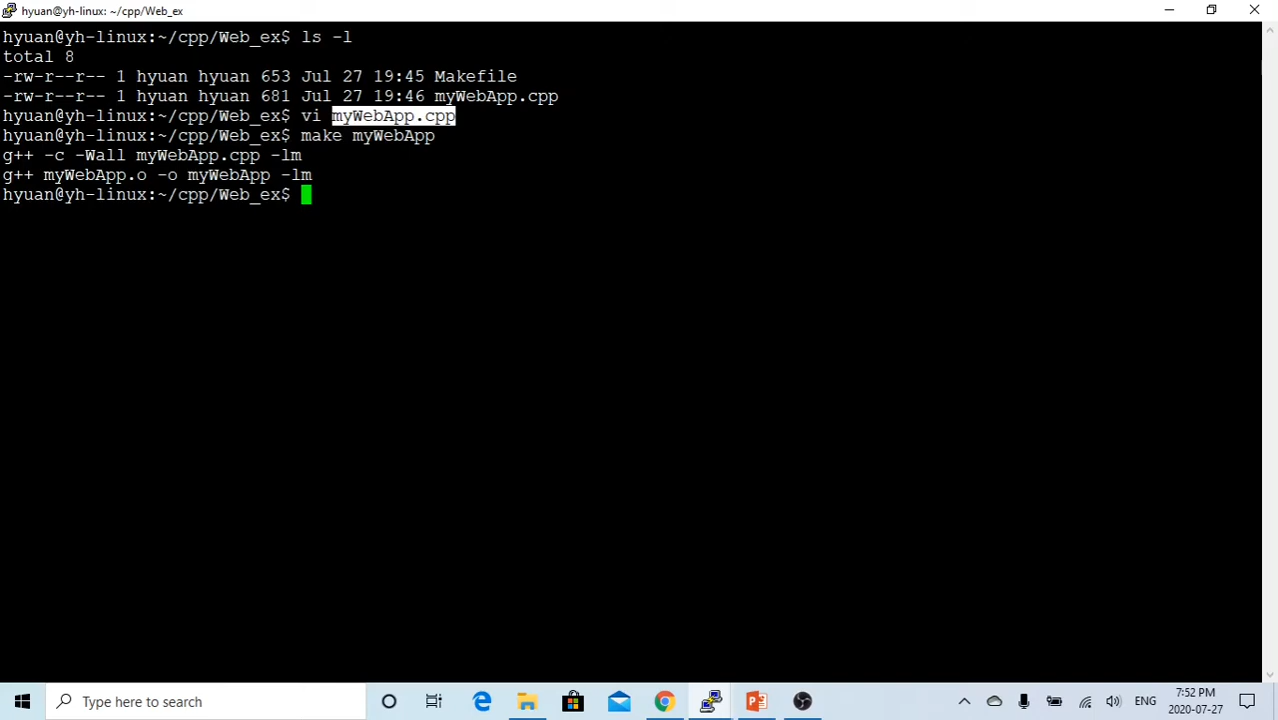 hyuan@yh-linux: ~/cpp/Web_ex
hyuan@yh-linux:~/cpp/Web_ex$ ls -l
total 8
-rw-r--r-- 1 hyuan hyuan 653 Jul 27 19:45 Makefile
-rw-r--r-- 1 hyuan hyuan 681 Jul 27 19:46 myWebApp.cpp
hyuan@yh-linux:~/cpp/Web_ex$ vi myWebApp.cpp
hyuan@yh-linux:~/cpp/Web_ex$ make myWebApp
g++ -c -Wall myWebApp.cpp -lm
g++ myWebApp.o -o myWebApp -lm
hyuan@yh-linux:~/cpp/Web_ex$
Type here to search
ENG
7:52 PM
2020-07-27